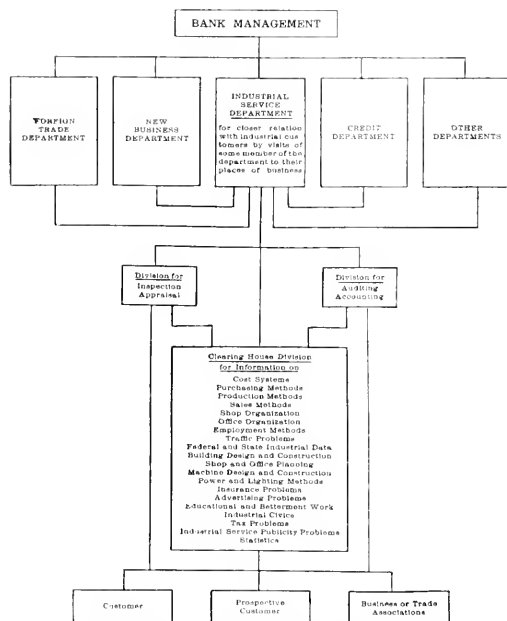 BANK MANAGEMENT
FOREIGN
TRADE
DEPARTMENT
NEW
BUSINESS
DEPARTMENT
INDUSTRIAL
SERVICE
DEPARTMENT
for closer relation
with industrial cus
tomers by visits of
some member of the
department to their
places of business
CREDIT
DEPARTMENT
OTHER
DEPARTMENTS
Division for
Inspection
Appraisal
Division for
Auditing
Accounting
Clearing House Division
for Information on
Cost Systems
Purchasing Methods
Production Methods
Sales Methods
Shop Organization
Office Organization
Employment Methods
Traffic Problems
Federal and State Industrial Data
Building Design and Construction
Shop and Office Planning
Machine Design and Construction
Power and Lighting Methods
Insurance Problems
Advertising Problems
Educational and Betterment Work
Industrial Civics
Tax Problems
Industrial Service Publicity Problems
Statistics
Customer
Prospective
Customer
Business or Trade
Associations